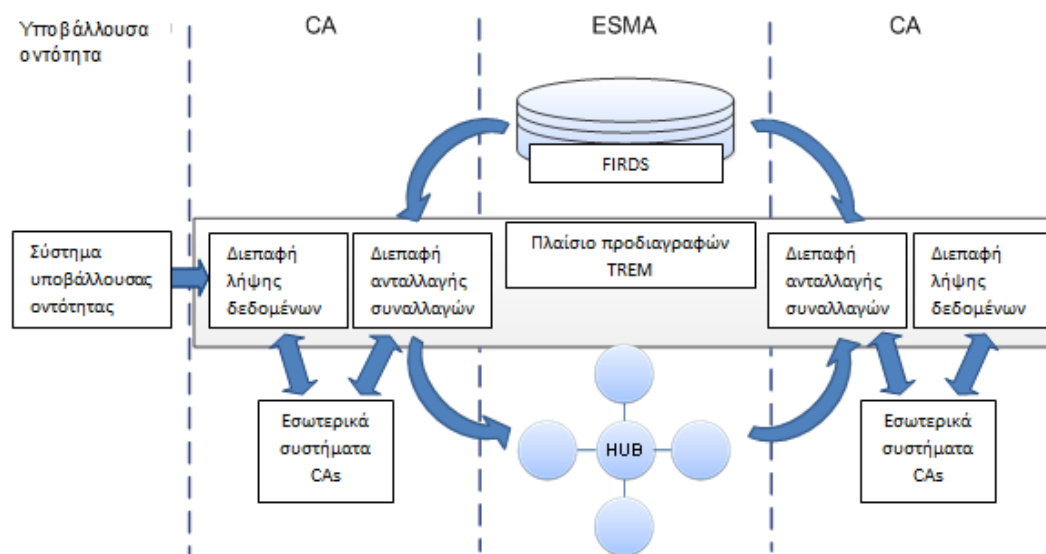 Υποβάλλουσα
οντότητα
CA
ESMA
CA
FIRDS
Πλαίσιο προδιαγραφών
TREM
Σύστημα
υποβάλλουσας
οντότητας
Διεπαφή
λήψης
δεδομένων
Διεπαφή
ανταλλαγής
συναλλαγών
Διεπαφή
ανταλλαγής
συναλλαγών
Διεπαφή
λήψης
δεδομένων
Εσωτερικά
συστήματα
CAs
HUB
Εσωτερικά
συστήματα
CAs